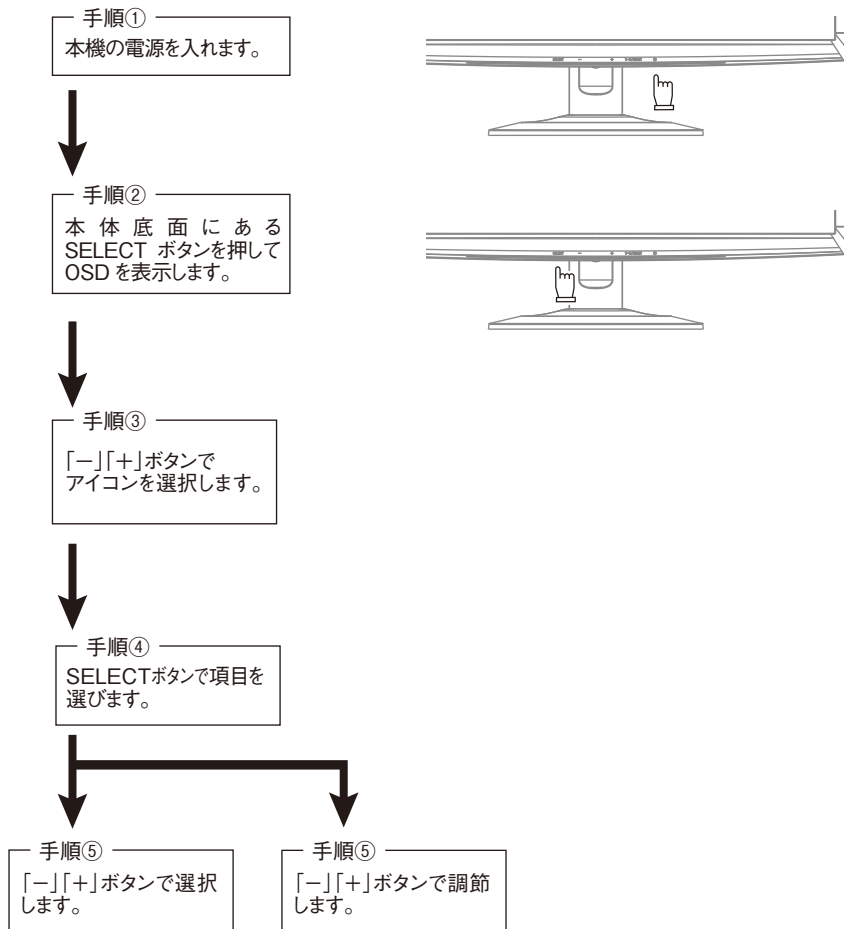 手順①
本機の電源を入れます。
手順②
本体底面にある
SELECT ボタンを押して
OSD を表示します。
手順③
「－」「＋」ボタンで
アイコンを選択します。
手順④
SELECTボタンで項目を
選びます。
手順⑤
「－」「＋」ボタンで選択
します。
手順⑤
「－」「＋」ボタンで調節
します。